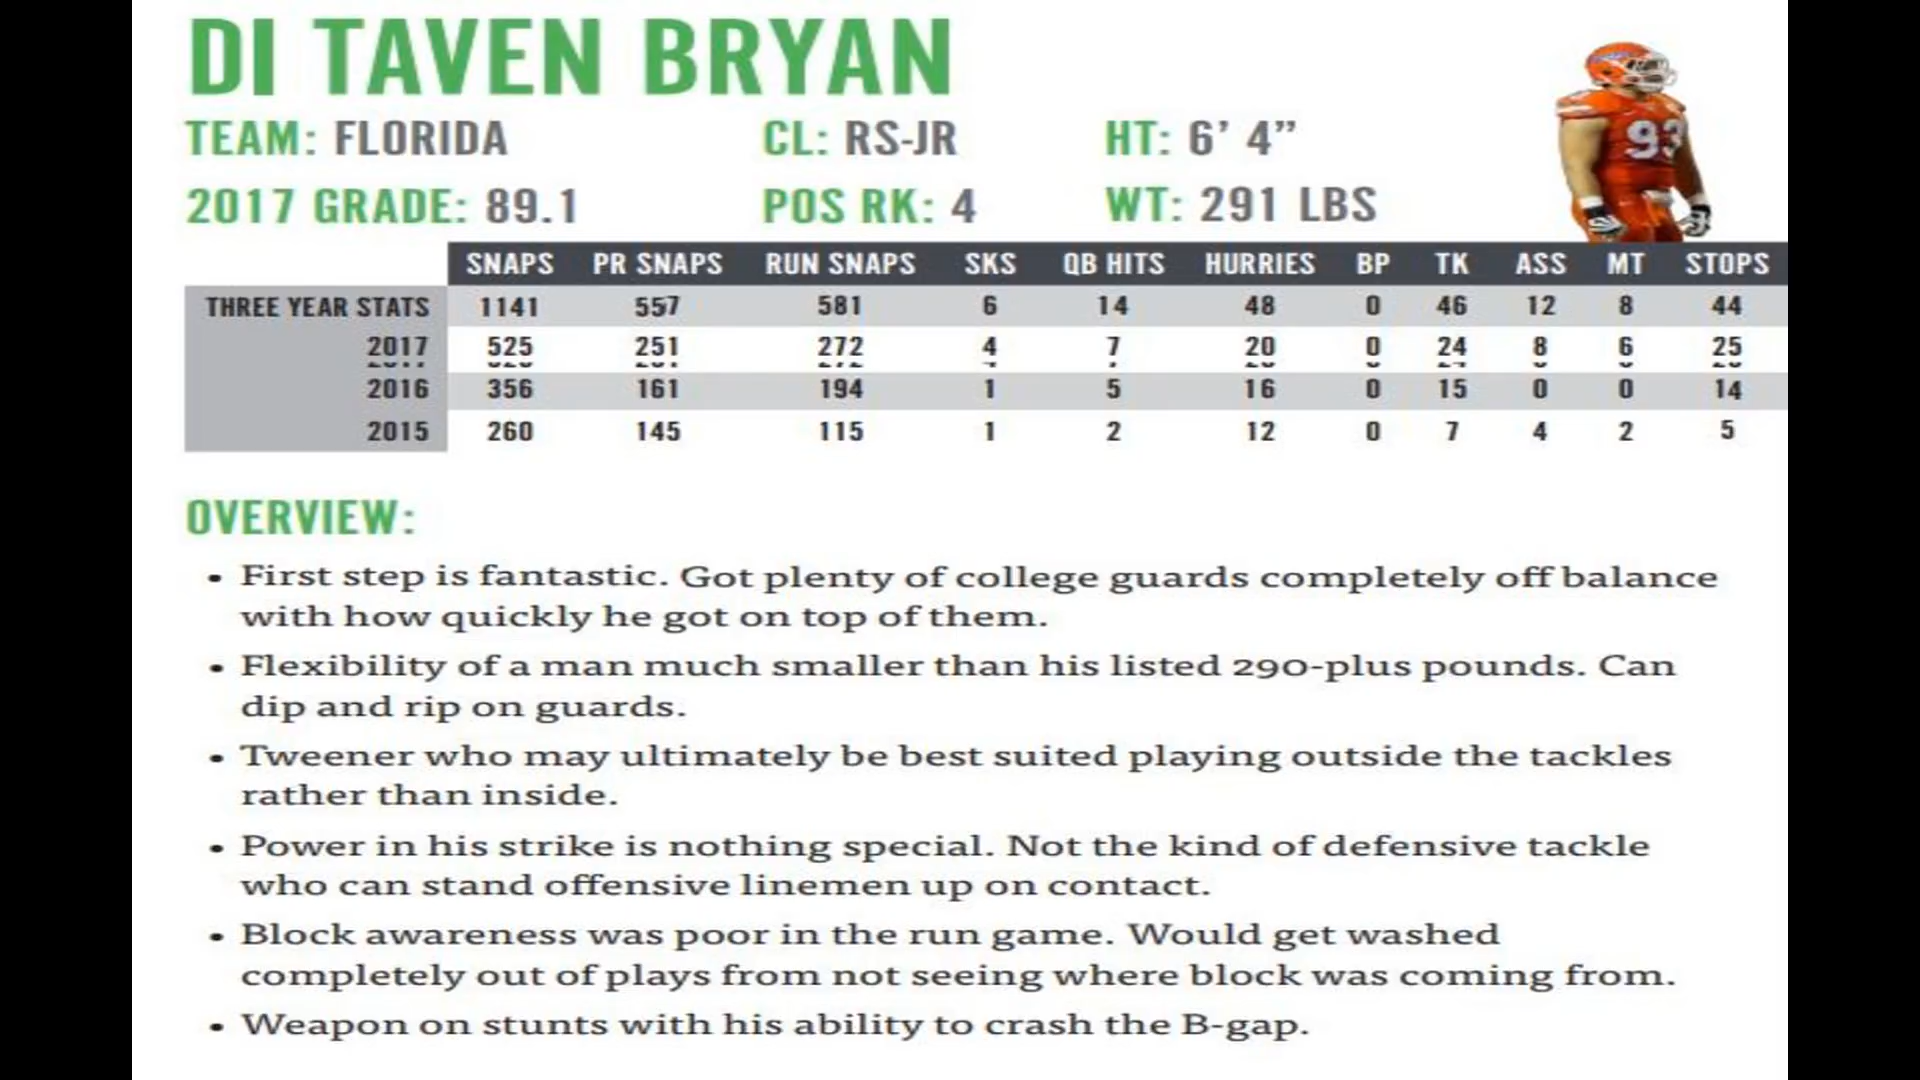 DI TAVEN BRYAN
TEAM: FLORIDA CL: RS-JR HT: 6' 4”
2017 GRADE: 89.1 POS RK: 4 WT: 291 LBS
93
SNAPS PR SNAPS RUN SNAPS SKS QB HITS HURRIES BP TK ASS MT STOPS
THREE YEAR STATS 1141 557 581 6 14 48 0 46 12 8 44
2017 525 251 272 4 7 20 0 24 8 6 25
2016 356 161 194 1 5 16 0 15 0 0 14
2015 260 145 115 1 2 12 0 7 4 2 5
OVERVIEW:
• First step is fantastic. Got plenty of college guards completely off balance
with how quickly he got on top of them.
• Flexibility of a man much smaller than his listed 290-plus pounds. Can
dip and rip on guards.
• Tweener who may ultimately be best suited playing outside the tackles
rather than inside.
• Power in his strike is nothing special. Not the kind of defensive tackle
who can stand offensive linemen up on contact.
• Block awareness was poor in the run game. Would get washed
completely out of plays from not seeing where block was coming from.
• Weapon on stunts with his ability to crash the B-gap.